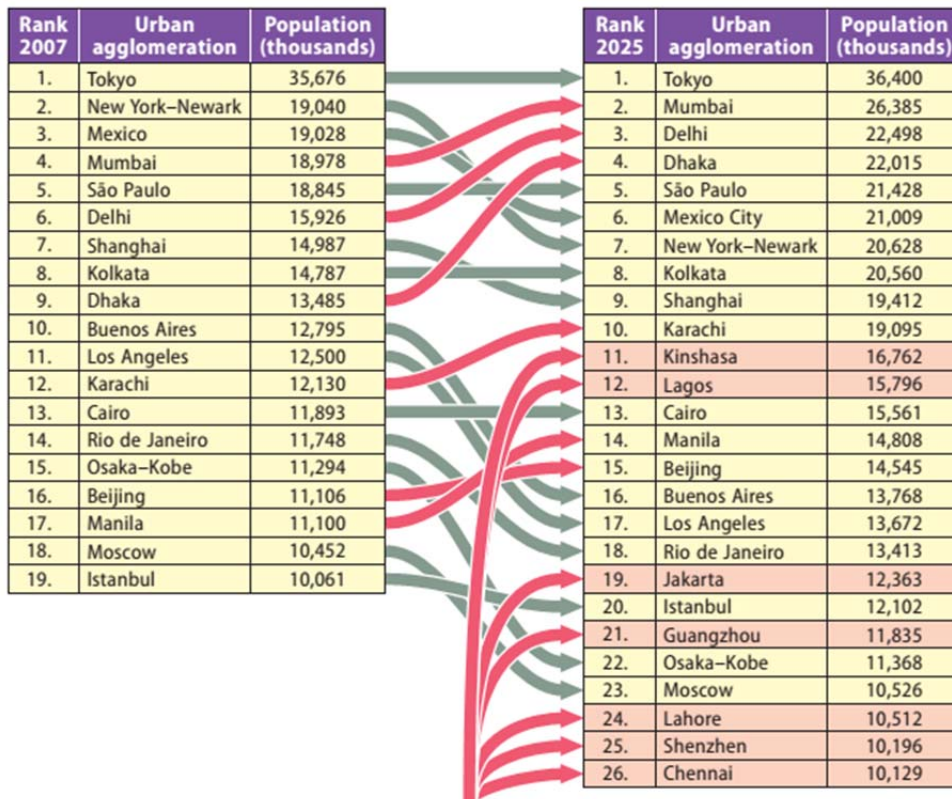 Rank 2007 Urban agglomeration Population (thousands)
1. Tokyo 35,676
2. New York–Newark 19,040
3. Mexico 19,028
4. Mumbai 18,978
5. São Paulo 18,845
6. Delhi 15,926
7. Shanghai 14,987
8. Kolkata 14,787
9. Dhaka 13,485
10. Buenos Aires 12,795
11. Los Angeles 12,500
12. Karachi 12,130
13. Cairo 11,893
14. Rio de Janeiro 11,748
15. Osaka–Kobe 11,294
16. Beijing 11,106
17. Manila 11,100
18. Moscow 10,452
19. Istanbul 10,061
Rank 2025 Urban agglomeration Population (thousands)
1. Tokyo 36,400
2. Mumbai 26,385
3. Delhi 22,498
4. Dhaka 22,015
5. São Paulo 21,428
6. Mexico City 21,009
7. New York–Newark 20,628
8. Kolkata 20,560
9. Shanghai 19,412
10. Karachi 19,095
11. Kinshasa 16,762
12. Lagos 15,796
13. Cairo 15,561
14. Manila 14,808
15. Beijing 14,545
16. Buenos Aires 13,768
17. Los Angeles 13,672
18. Rio de Janeiro 13,413
19. Jakarta 12,363
20. Istanbul 12,102
21. Guangzhou 11,835
22. Osaka–Kobe 11,368
23. Moscow 10,526
24. Lahore 10,512
25. Shenzhen 10,196
26. Chennai 10,129